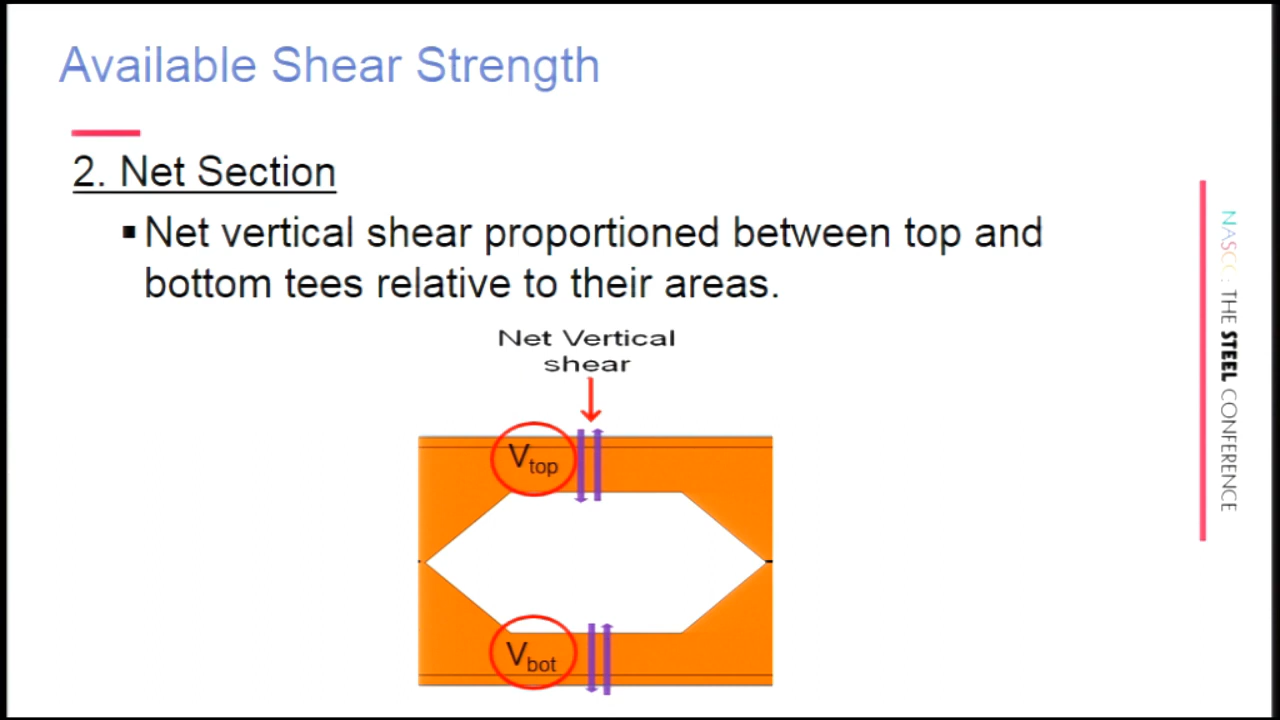 Available Shear Strength
2. Net Section
▪ Net vertical shear proportioned between top and
bottom tees relative to their areas.
Net Vertical
shear
Vtop
Vbot
NASCC : THE STEEL CONFERENCE